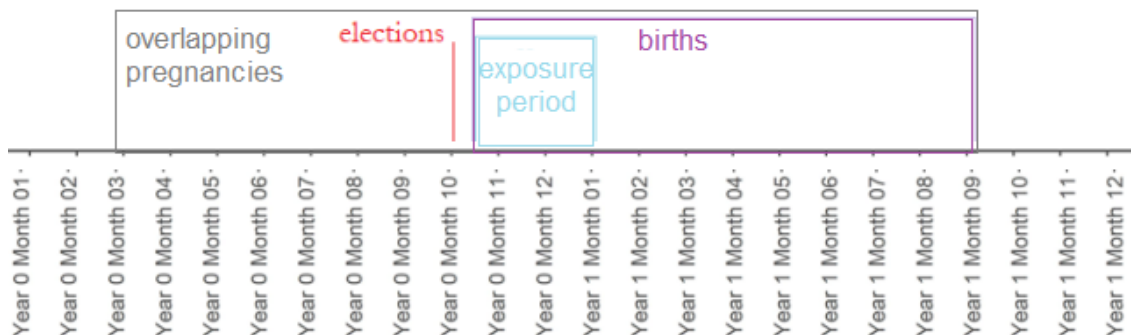 overlapping
pregnancies
elections
births
exposure
period
Year 0 Month 01
Year 0 Month 02
Year 0 Month 03
Year 0 Month 04
Year 0 Month 05
Year 0 Month 06
Year 0 Month 07
Year 0 Month 08
Year 0 Month 09
Year 0 Month 10
Year 0 Month 11
Year 0 Month 12
Year 1 Month 01
Year 1 Month 02
Year 1 Month 03
Year 1 Month 04
Year 1 Month 05
Year 1 Month 06
Year 1 Month 07
Year 1 Month 08
Year 1 Month 09
Year 1 Month 10
Year 1 Month 11
Year 1 Month 12